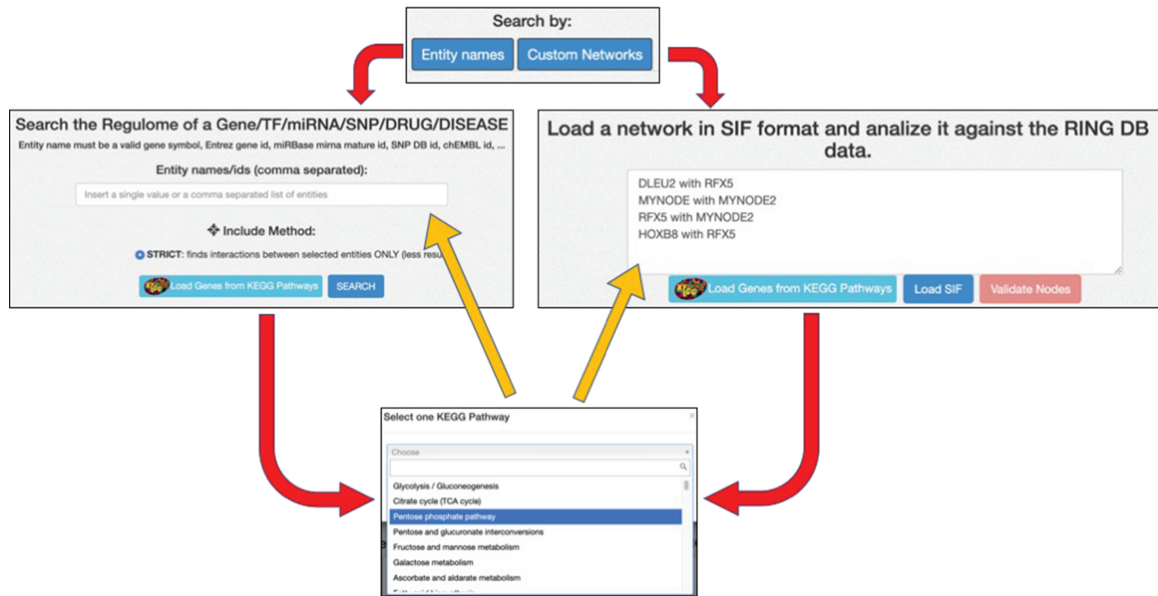 Search by:
Entity names
Custom Networks
Search the Regulome of a Gene/TF/miRNA/SNP/DRUG/DISEASE
Entity name must be a valid gene symbol, Entrez gene id, miRBase mirna mature id, SNP DB id, chEMBL id, ...
Entity names/ids (comma separated):
Insert a single value or a comma separated list of entities
Include Method:
STRICT: finds interactions between selected entities ONLY (less
Load Genes from KEGG Pathways
SEARCH
Load a network in SIF format and analize it against the RING DB
data.
DLEU2 with RFX5
MYNODE with MYNODE2
RFX5 with MYNODE2
HOXB8 with RFX5
Load Genes from KEGG Pathways
Load SIF
Validate Nodes
Select one KEGG Pathway
Choose
Glycolysis / Gluconeogenesis
Citrate cycle (TCA cycle)
Pentose phosphate pathway
Pentose and glucuronate interconversions
Fructose and mannose metabolism
Galactose metabolism
Ascorbate and aldarate metabolism